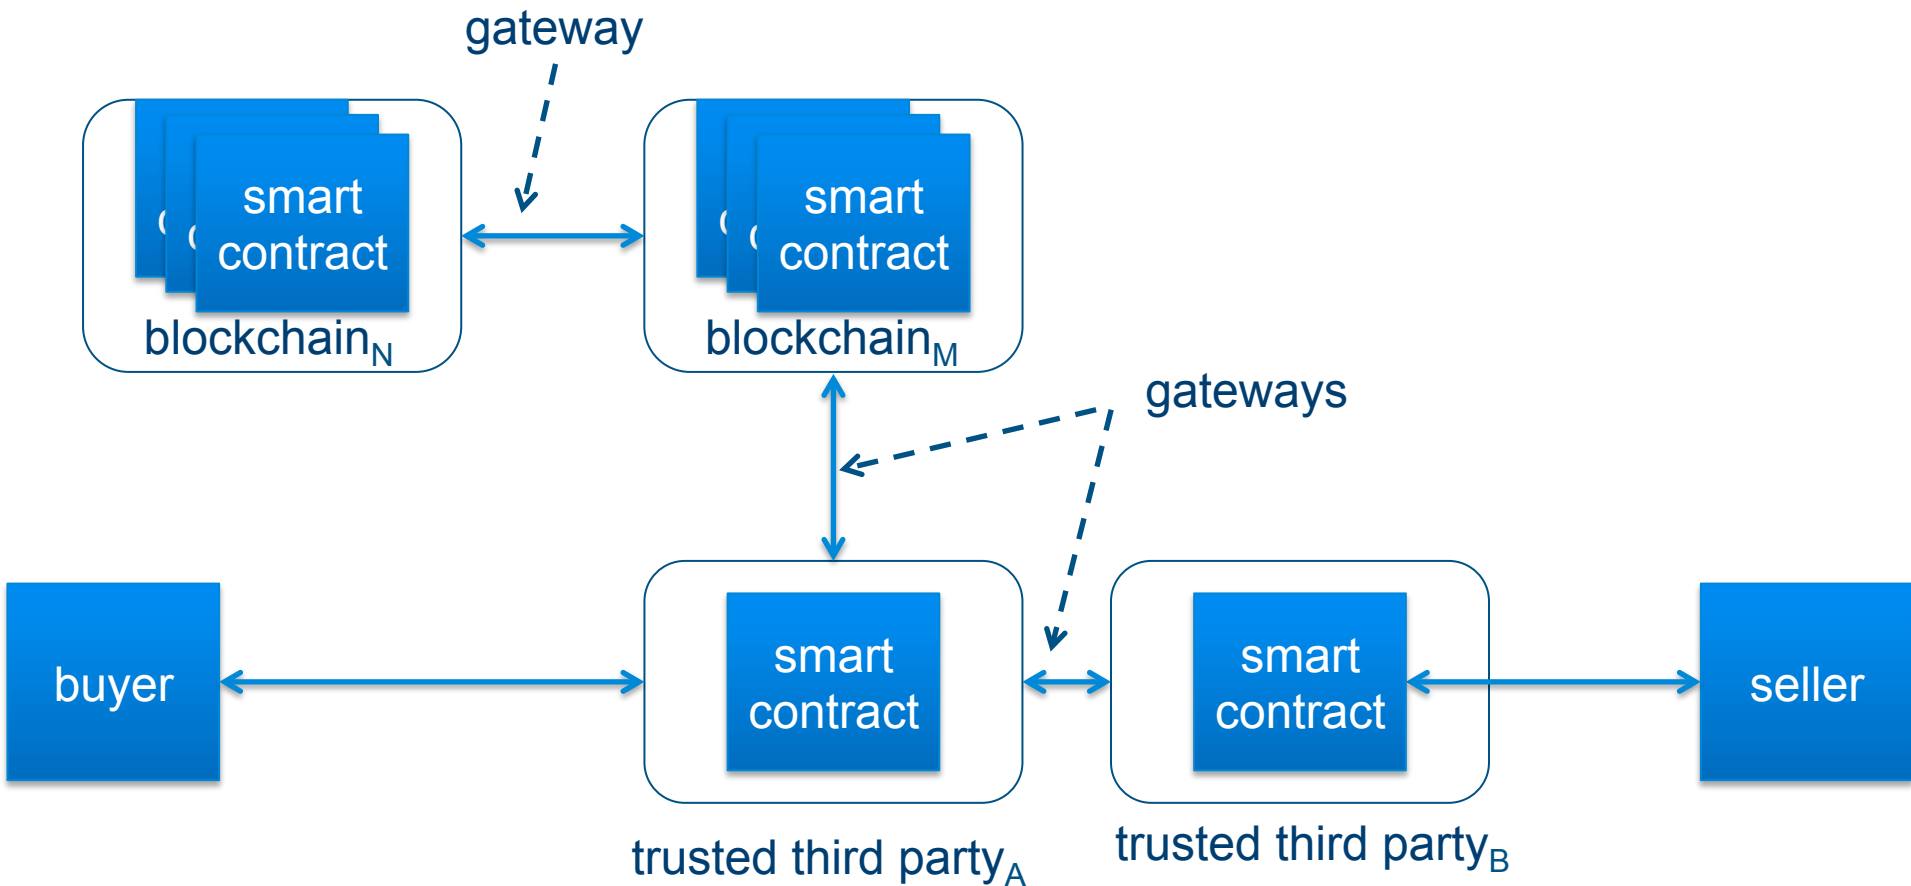 gateway
smart
contract
blockchainN
smart
contract
blockchainM
gateways
buyer
smart
contract
trusted third partyA
smart
contract
trusted third partyB
seller